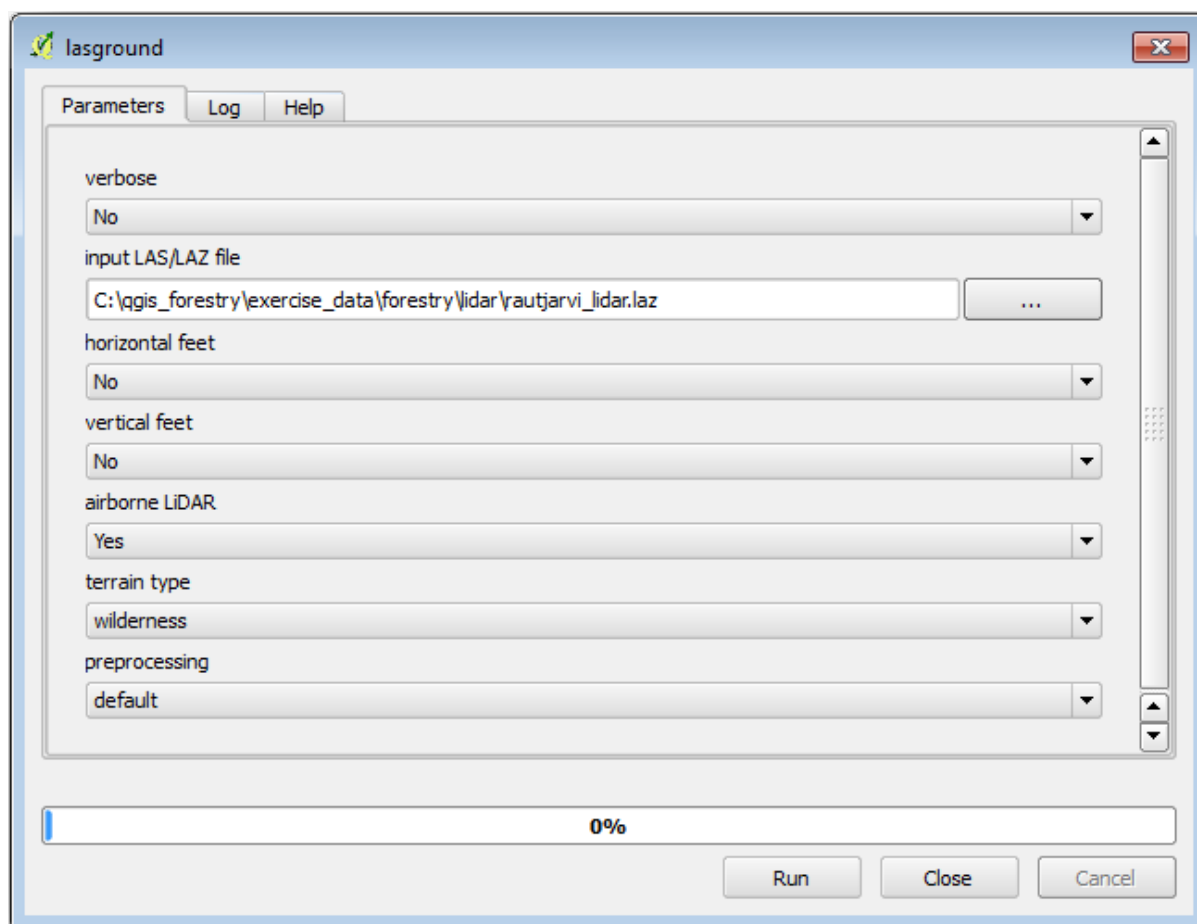 lasground
Parameters Log Help
verbose
No
input LAS/LAZ file
C:\qgis_forestry\exercise_data\forestry\lidar\rautjarvi_lidar.laz ...
horizontal feet
No
vertical feet
No
airborne LiDAR
Yes
terrain type
wilderness
preprocessing
default
0%
Run Close Cancel